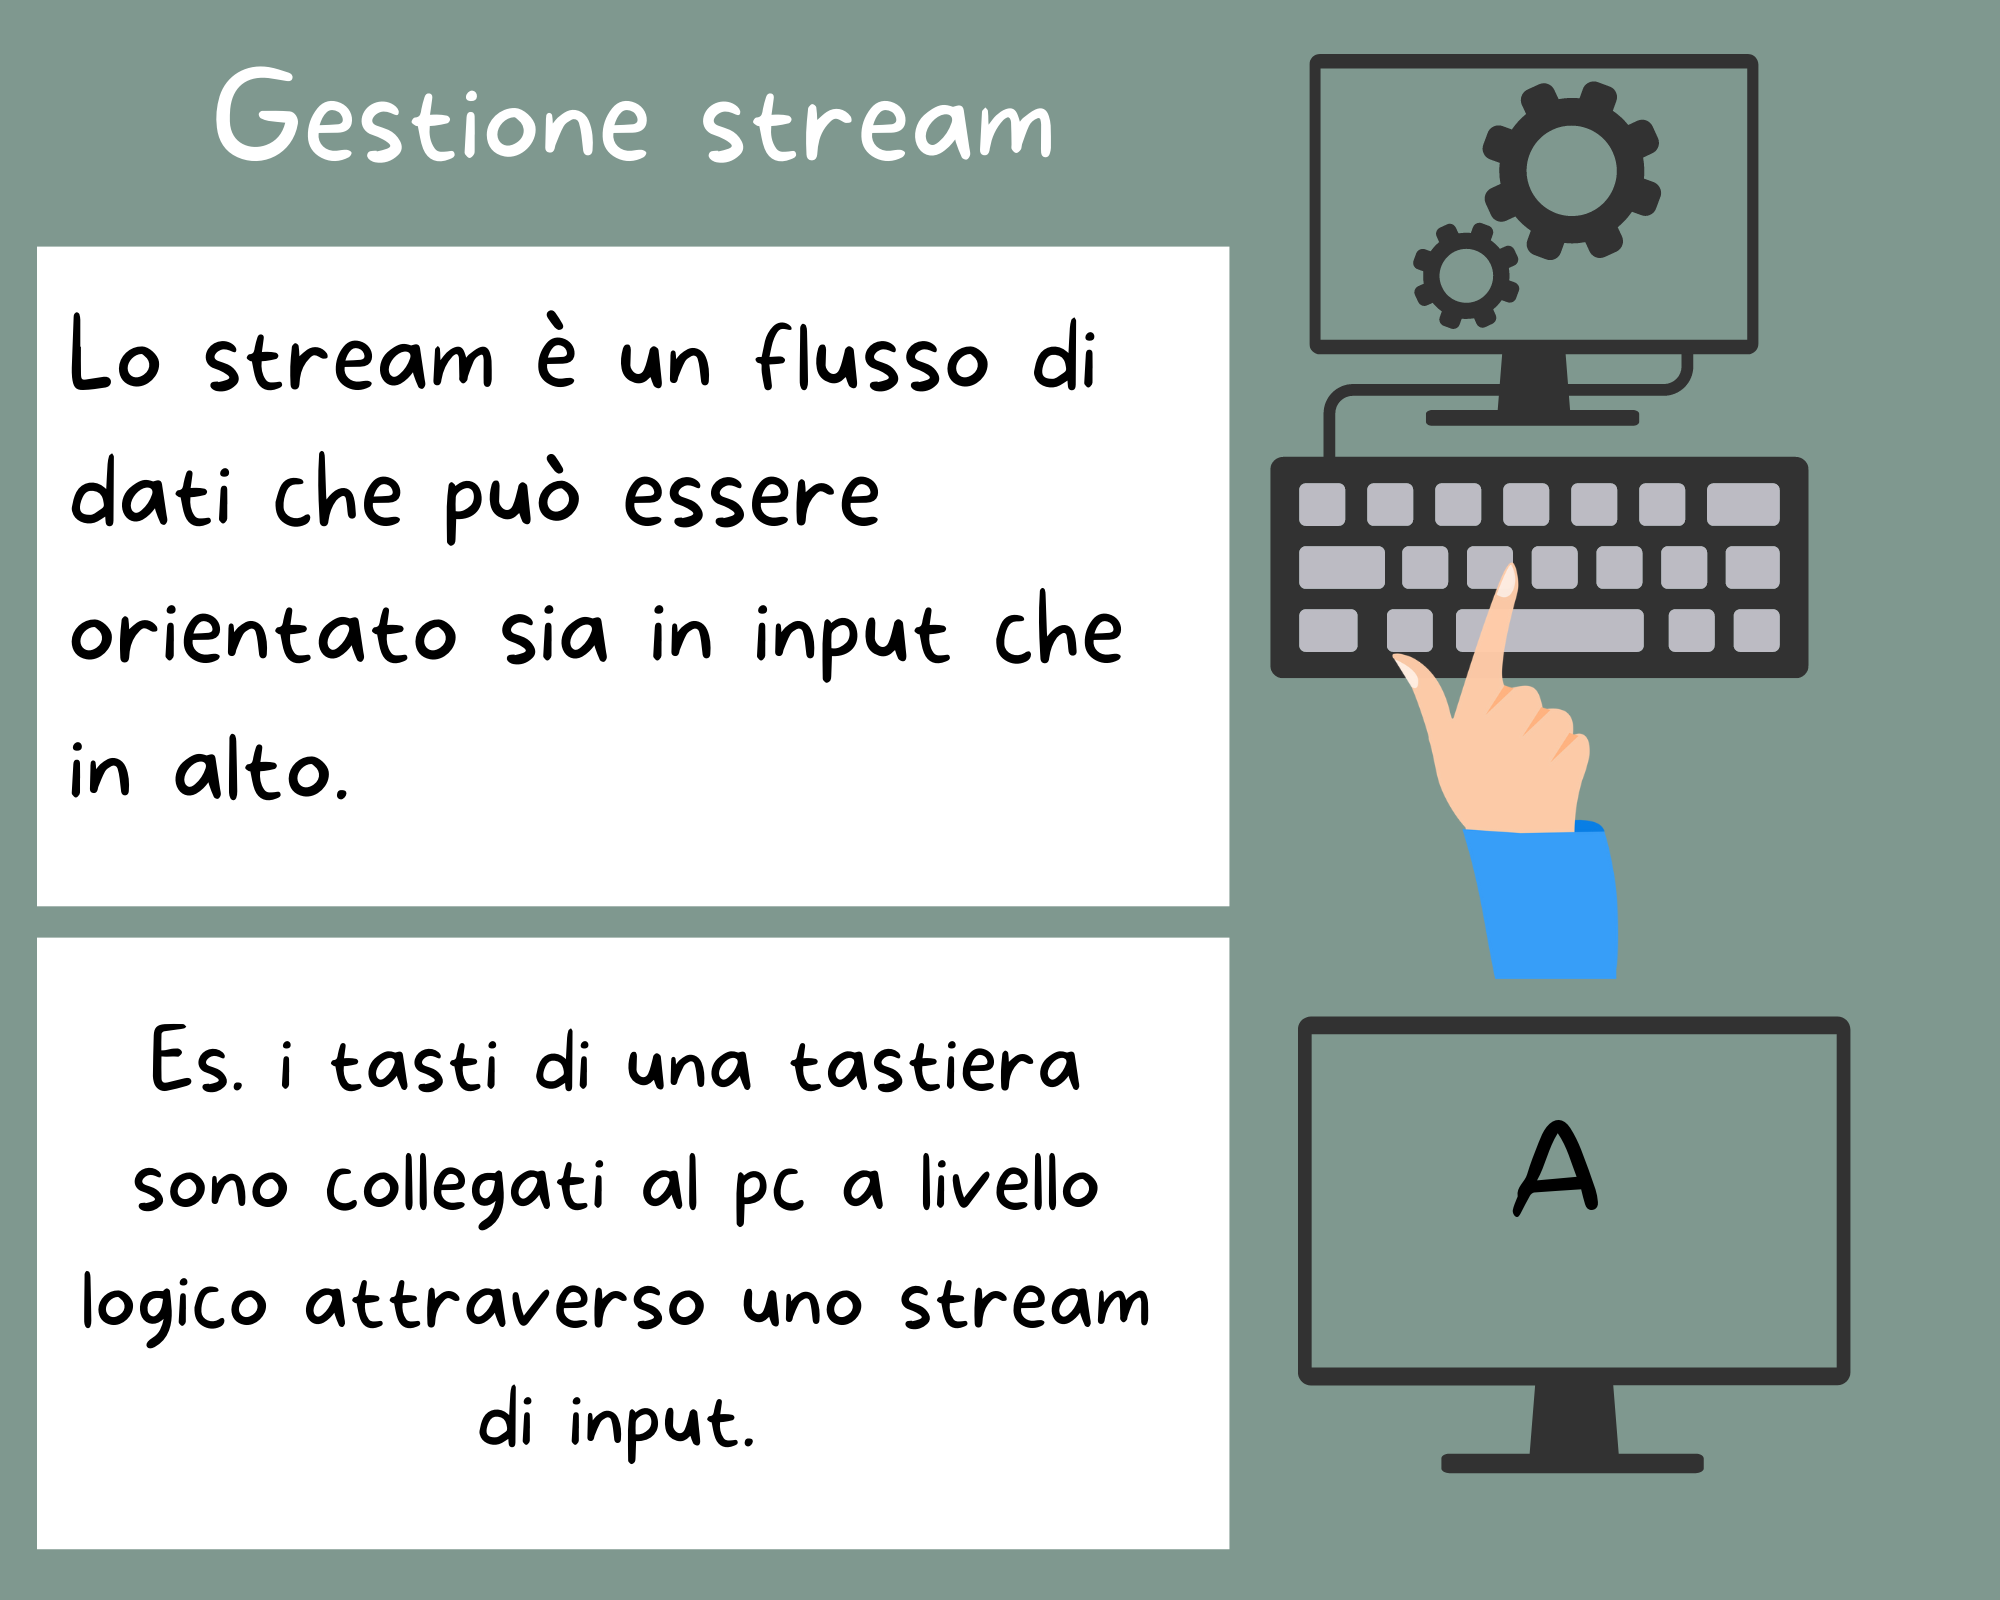 Gestione stream
Lo stream è un flusso di
dati che può essere
orientato sia in input che
in alto.
Es. i tasti di una tastiera
sono collegati al pc a livello
logico attraverso uno stream
di input.
A